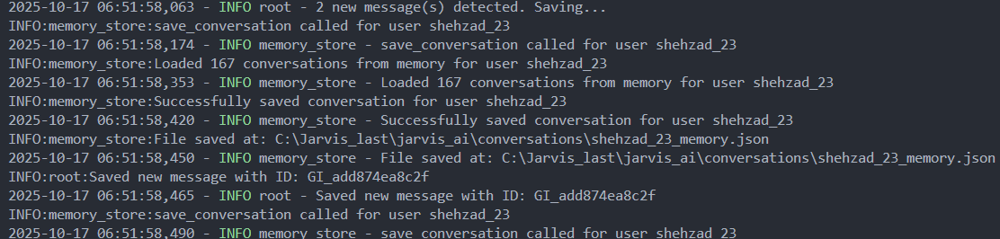 2025-10-17 06:51:58,063 - INFO root - 2 new message(s) detected. Saving...
INFO:memory_store:save_conversation called for user shehzad_23
2025-10-17 06:51:58,174 - INFO memory_store - save_conversation called for user shehzad_23
INFO:memory_store:Loaded 167 conversations from memory for user shehzad_23
2025-10-17 06:51:58,353 - INFO memory_store - Loaded 167 conversations from memory for user shehzad_23
INFO:memory_store:Successfully saved conversation for user shehzad_23
2025-10-17 06:51:58,420 - INFO memory_store - Successfully saved conversation for user shehzad_23
INFO:memory_store:File saved at: C:\Jarvis_last\jarvis_ai\conversations\shehzad_23_memory.json
2025-10-17 06:51:58,450 - INFO memory_store - File saved at: C:\Jarvis_last\jarvis_ai\conversations\shehzad_23_memory.json
INFO:root:Saved new message with ID: GI_add874ea8c2f
2025-10-17 06:51:58,465 - INFO root - Saved new message with ID: GI_add874ea8c2f
INFO:memory_store:save_conversation called for user shehzad_23
2025-10-17 06:51:58,490 - INFO memory_store - save_conversation called for user shehzad_23